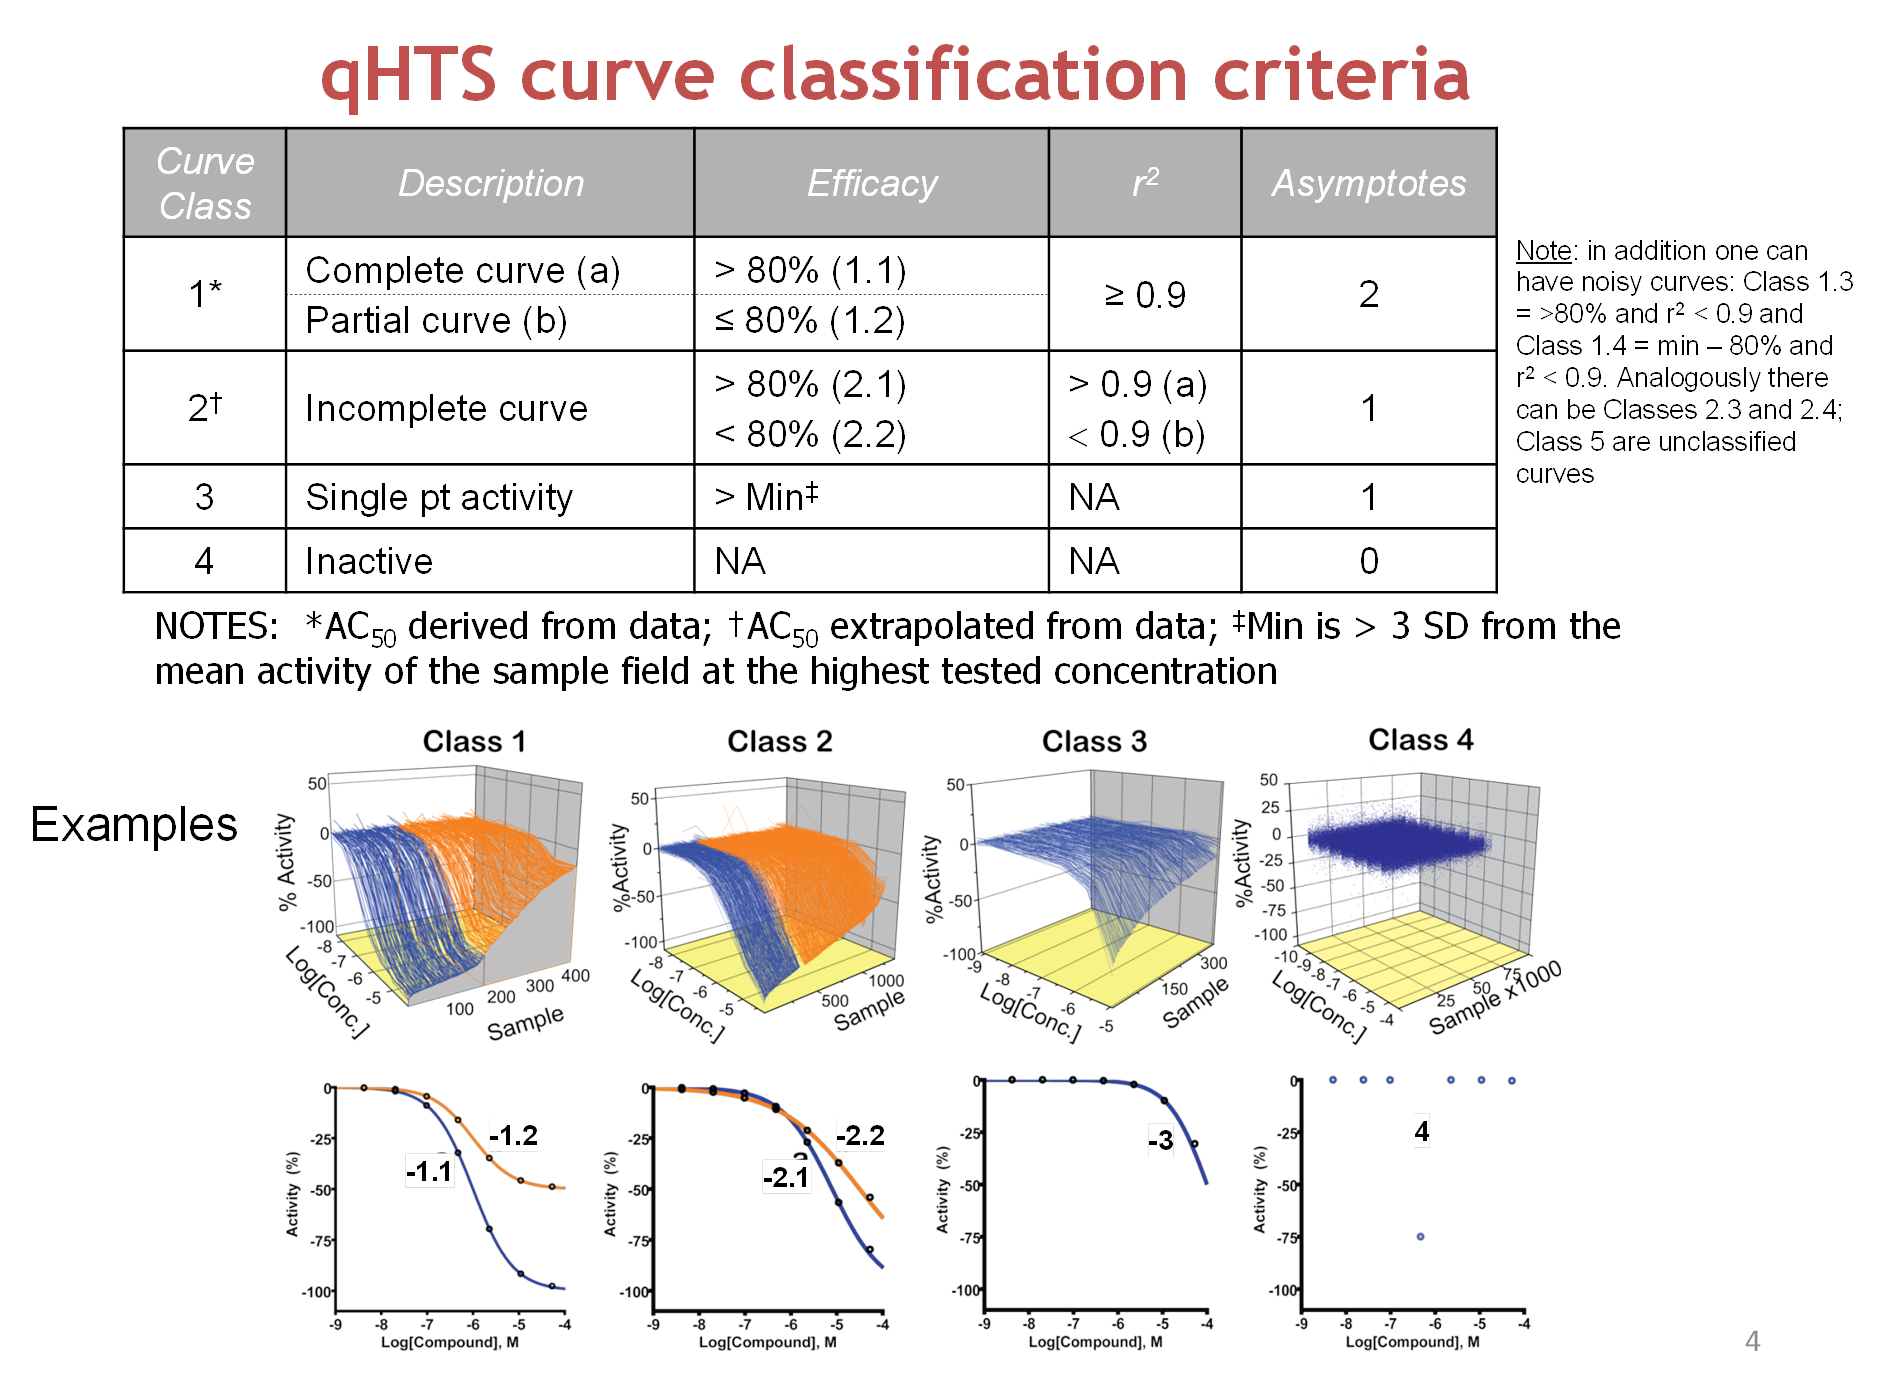 qHTS curve classification criteria
Curve Class Description Efficacy r² Asymptotes
1* Complete curve (a) > 80% (1.1) ≥ 0.9 2
Partial curve (b) ≤ 80% (1.2)
2† Incomplete curve > 80% (2.1) > 0.9 (a) 1
< 80% (2.2) < 0.9 (b)
3 Single pt activity > Min‡ NA 1
4 Inactive NA NA 0
Note: in addition one can
have noisy curves: Class 1.3
= >80% and r² < 0.9 and
Class 1.4 = min – 80% and
r² < 0.9. Analogously there
can be Classes 2.3 and 2.4;
Class 5 are unclassified
curves
NOTES: *AC50 derived from data; †AC50 extrapolated from data; ‡Min is > 3 SD from the
mean activity of the sample field at the highest tested concentration
Examples
Class 1
50
0
-50
-100
% Activity
-8
-7
-6
-5
Log[Conc.]
100
200
300
400
Sample
Class 2
50
0
-50
-100
%Activity
-8
-7
-6
-5
Log[Conc.]
500
1000
Sample
Class 3
50
0
-50
-100
%Activity
-9
-8
-7
-6
-5
Log[Conc.]
150
300
Sample
Class 4
50
25
0
-25
-50
-75
-100
%Activity
-10
-9
-8
-7
-6
-5
-4
Log[Conc.]
25
50
75
Sample x1000
0
-25
-50
-75
-100
Activity (%)
-1.2
-1.1
-9 -8 -7 -6 -5 -4
Log[Compound], M
0
-25
-50
-75
-100
Activity (%)
-2.2
-2.1
-9 -8 -7 -6 -5 -4
Log[Compound], M
0
-25
-50
-75
-100
Activity (%)
-3
-9 -8 -7 -6 -5 -4
Log[Compound], M
0
-25
-50
-75
-100
Activity (%)
4
-9 -8 -7 -6 -5 -4
Log[Compound], M
4